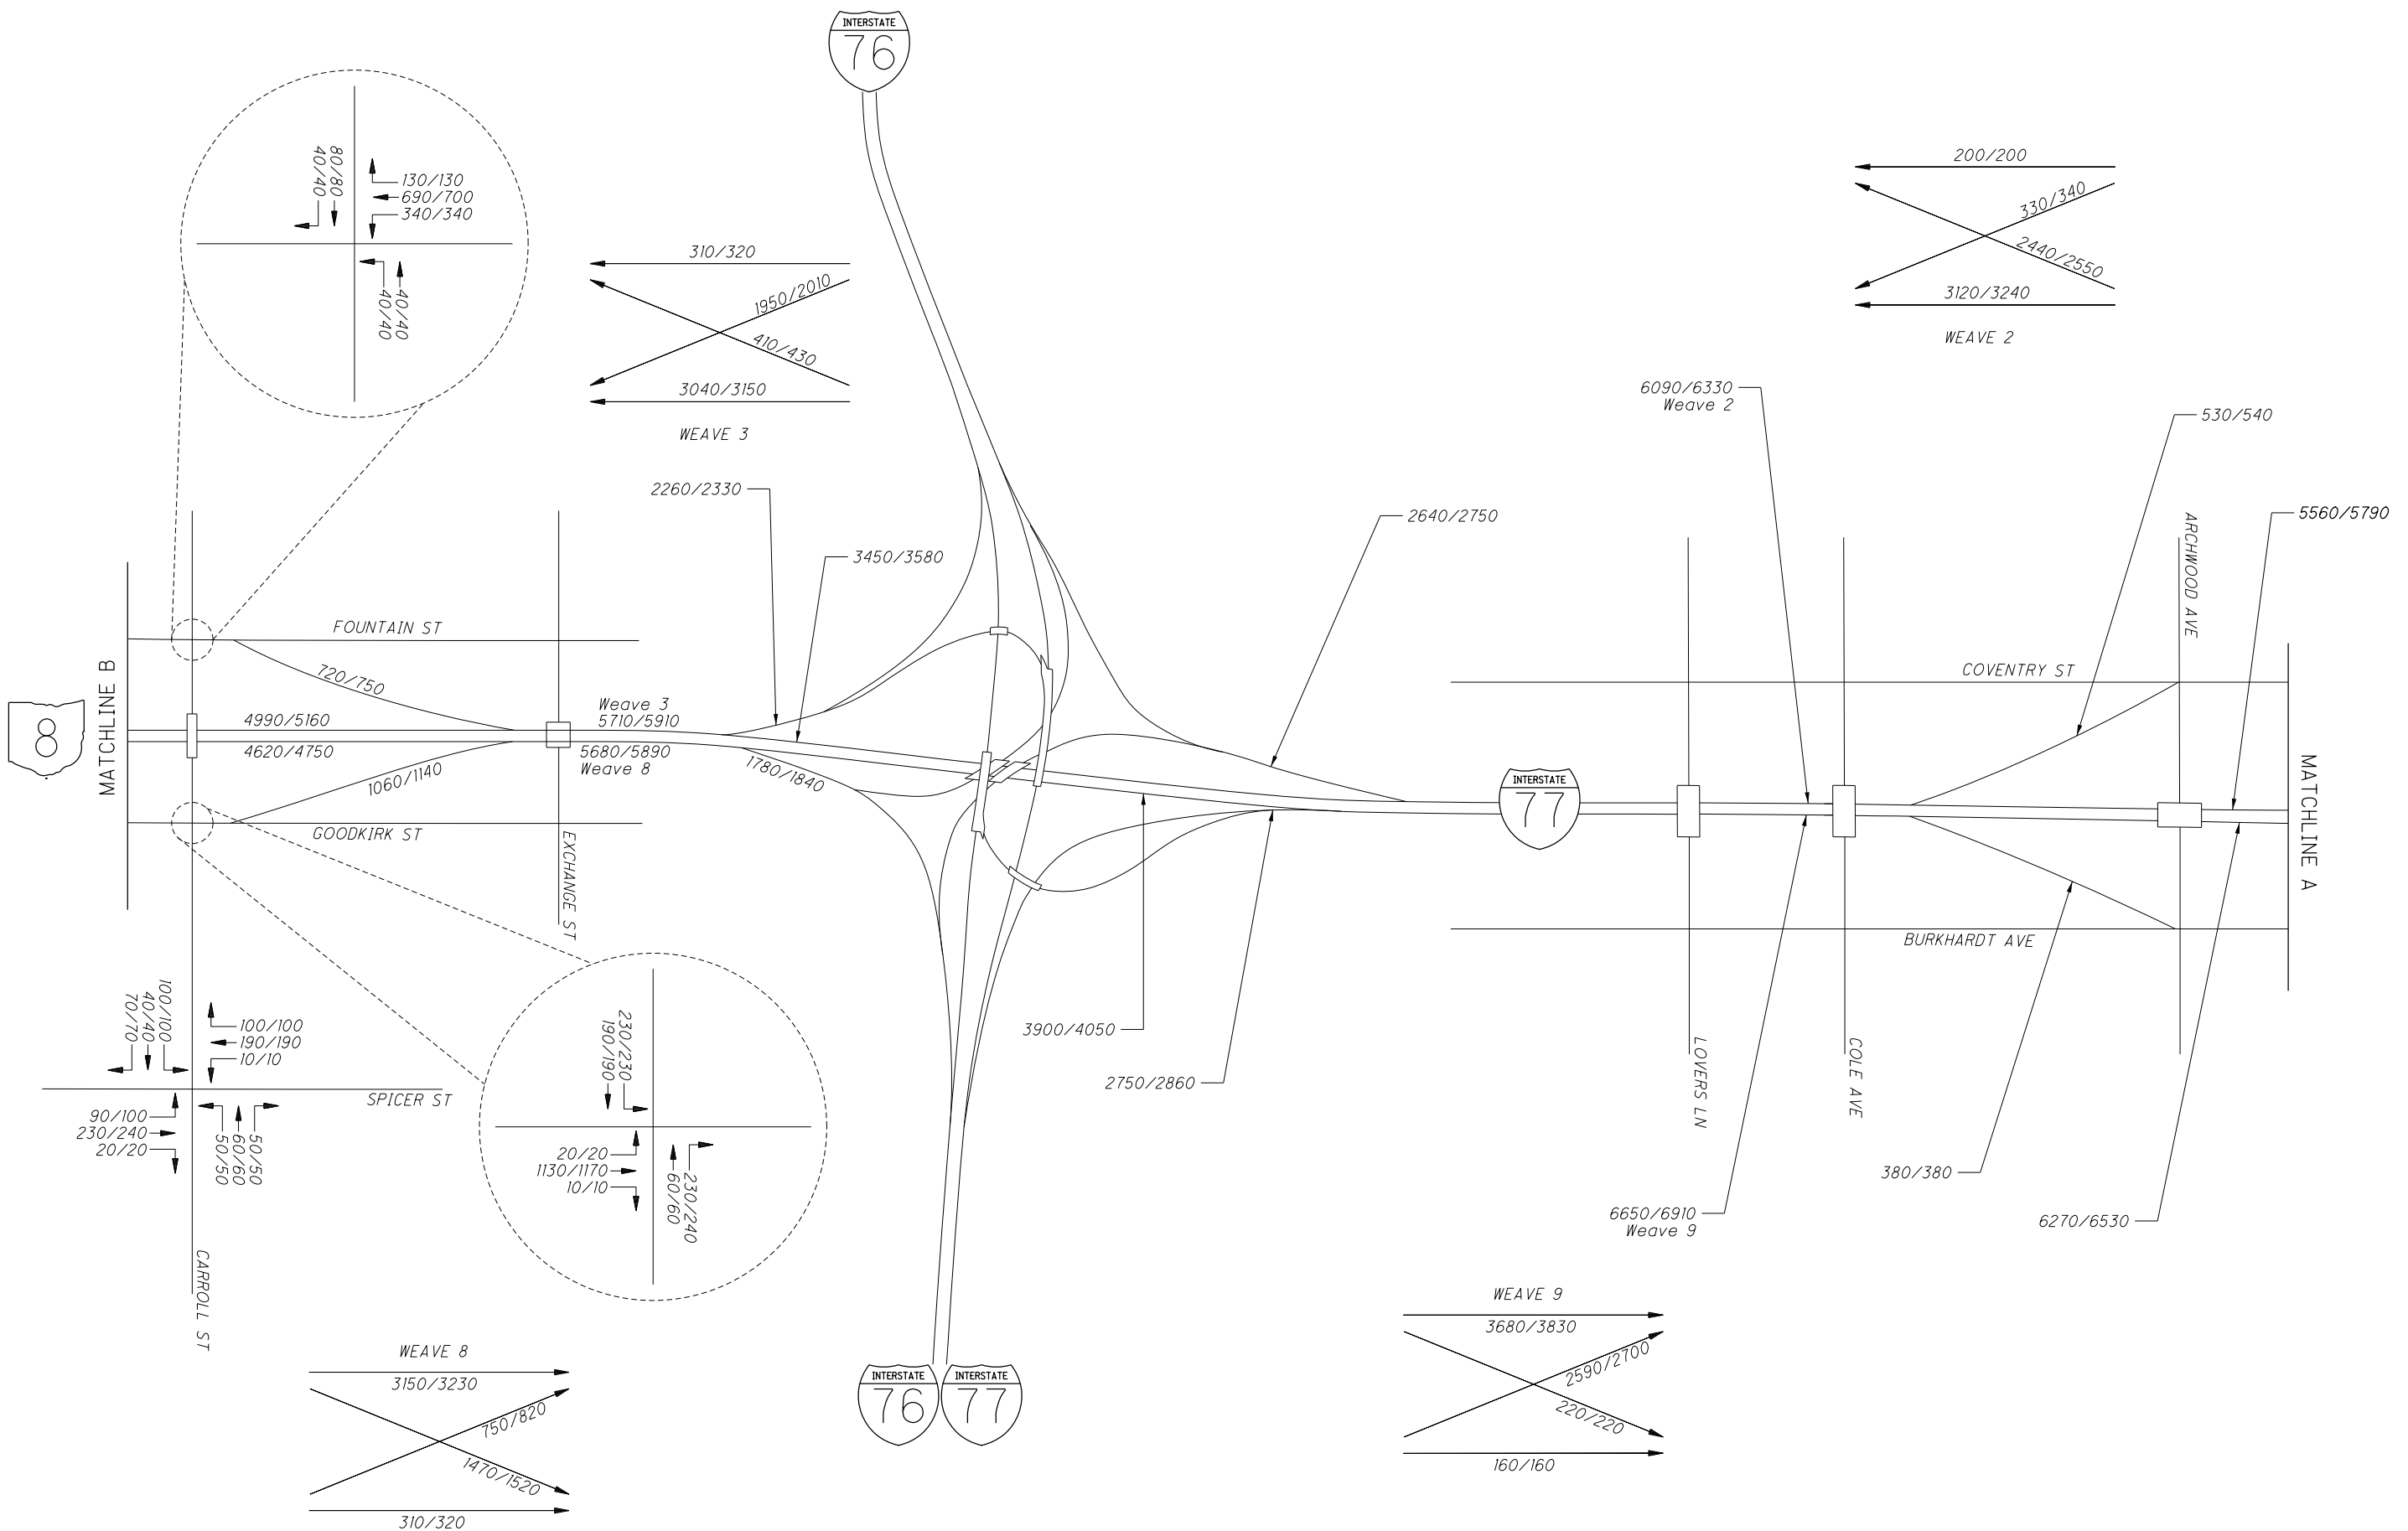 INTERSTATE
76
200/200
330/340
2440/2550
3120/3240
WEAVE 2
80/80
40/40
130/130
690/700
340/340
40/40
40/40
310/320
1950/2010
410/430
3040/3150
WEAVE 3
6090/6330
Weave 2
530/540
2260/2330
3450/3580
2640/2750
5560/5790
ARCHWOOD AVE
FOUNTAIN ST
COVENTRY ST
720/750
MATCHLINE B
8
Weave 3
5710/5910
4990/5160
4620/4750
5680/5890
Weave 8
1060/1140
1780/1840
INTERSTATE
77
MATCHLINE A
GOODKIRK ST
EXCHANGE ST
BURKHARDT AVE
100/100
40/40
70/70
100/100
190/190
10/10
SPICER ST
90/100
230/240
20/20
50/50
60/60
50/50
CARROLL ST
230/230
190/190
20/20
1130/1170
10/10
230/240
60/60
3900/4050
2750/2860
LOVERS LN
COLE AVE
380/380
6650/6910
Weave 9
6270/6530
WEAVE 9
3680/3830
2590/2700
220/220
160/160
WEAVE 8
3150/3230
750/820
1470/1520
310/320
INTERSTATE
76
INTERSTATE
77